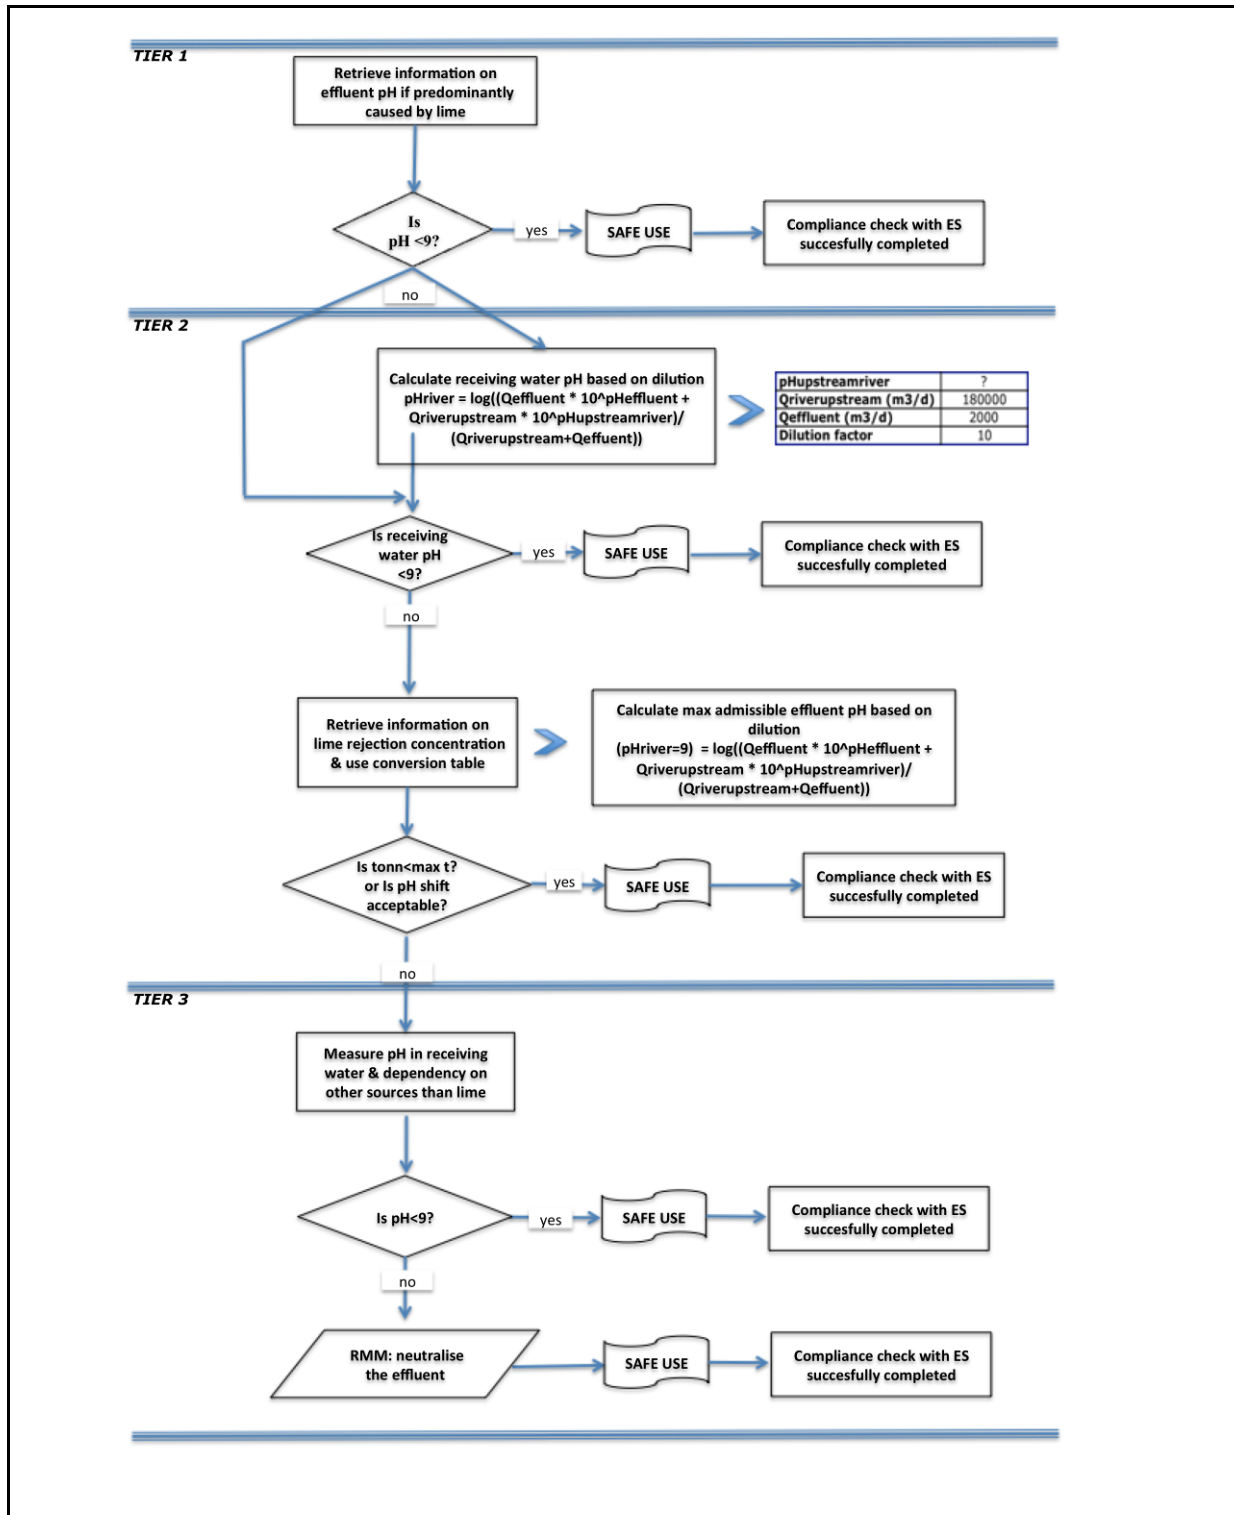 TIER 1
Retrieve information on
effluent pH if predominantly
caused by lime
Is
pH <9?
yes
SAFE USE
Compliance check with ES
succesfully completed
no
TIER 2
Calculate receiving water pH based on dilution
pHriver = log((Qeffluent * 10^pHeffluent +
Qriverupstream * 10^pHupstreamriver)/
(Qriverupstream+Qeffuent))
pHupstreamriver ?
Qriverupstream (m3/d) 180000
Qeffluent (m3/d) 2000
Dilution factor 10
Is receiving
water pH
<9?
yes
SAFE USE
Compliance check with ES
succesfully completed
no
Retrieve information on
lime rejection concentration
& use conversion table
Calculate max admissible effluent pH based on
dilution
(pHriver=9) = log((Qeffluent * 10^pHeffluent +
Qriverupstream * 10^pHupstreamriver)/
(Qriverupstream+Qeffuent))
Is tonn<max t?
or Is pH shift
acceptable?
yes
SAFE USE
Compliance check with ES
succesfully completed
no
TIER 3
Measure pH in receiving
water & dependency on
other sources than lime
Is pH<9?
yes
SAFE USE
Compliance check with ES
succesfully completed
no
RMM: neutralise
the effluent
SAFE USE
Compliance check with ES
succesfully completed